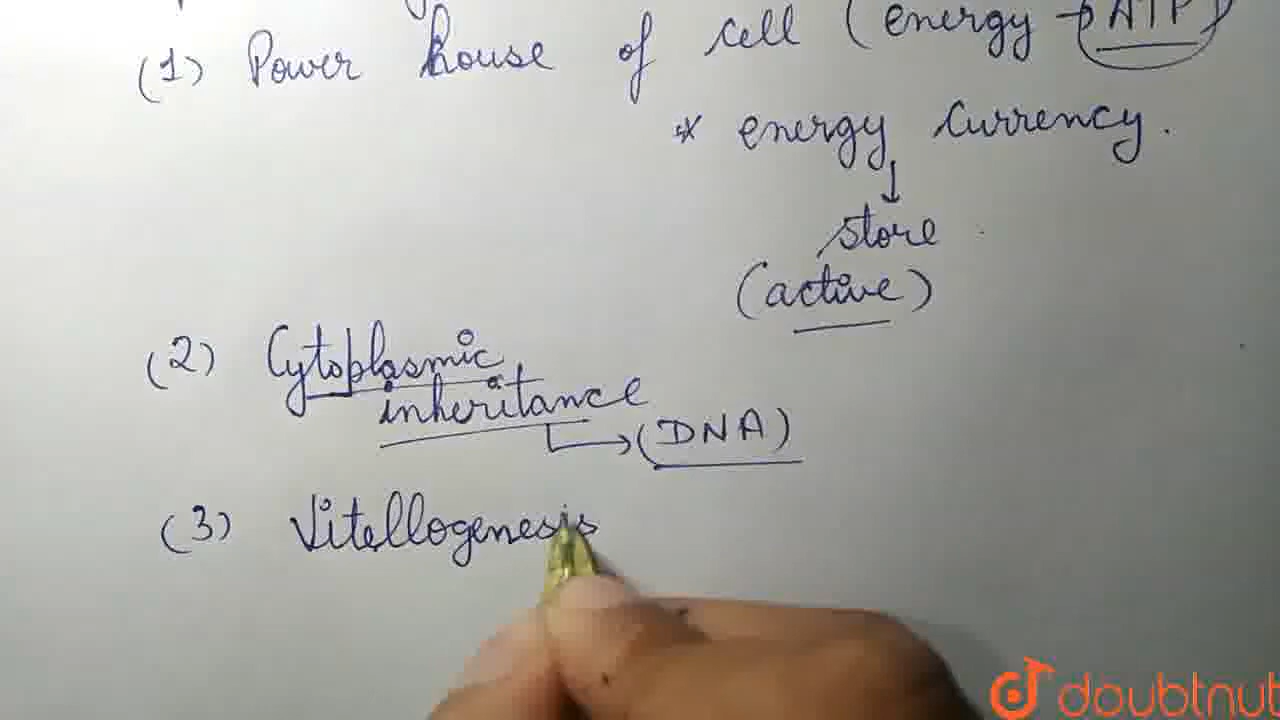 (1) Power house of cell (energy → ATP)
* energy currency.
↓
store
(active)
(2) Cytoplasmic
inheritance
↳ (DNA)
(3) Vitellogenesis
doubtnut